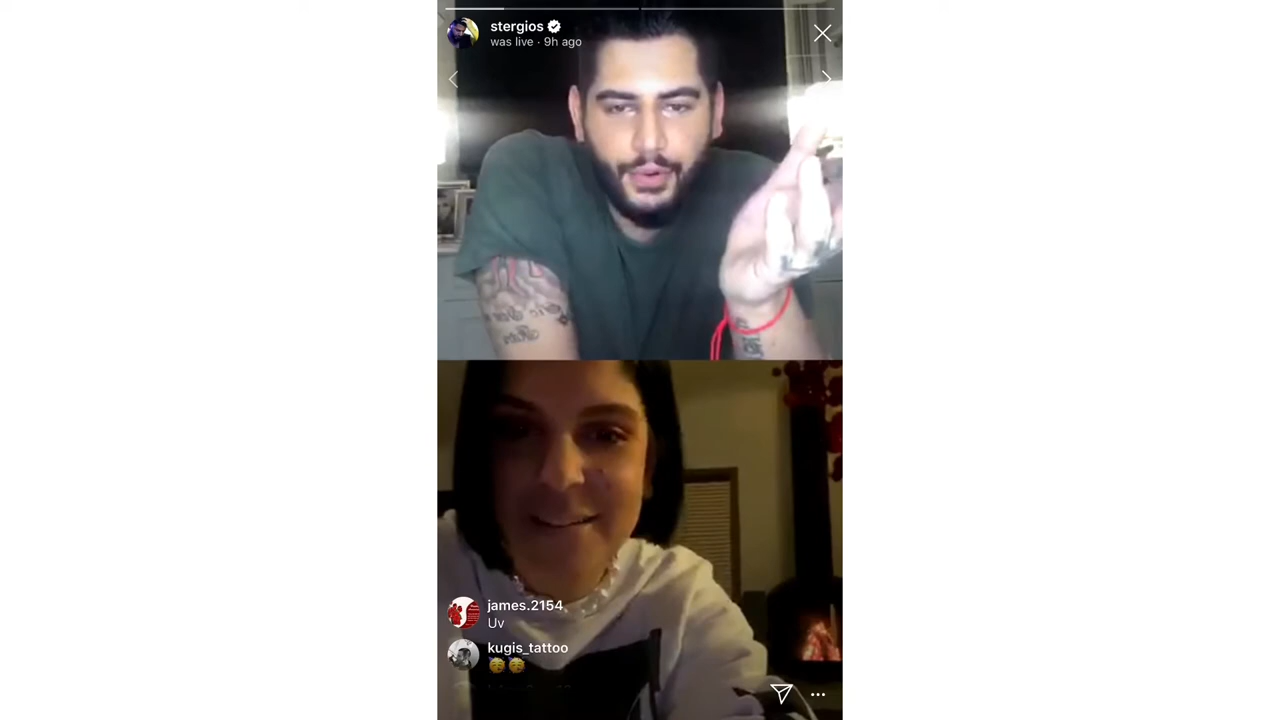 stergios
was live · 9h ago
james.2154
Uv
kugis_tattoo
🥳🥳